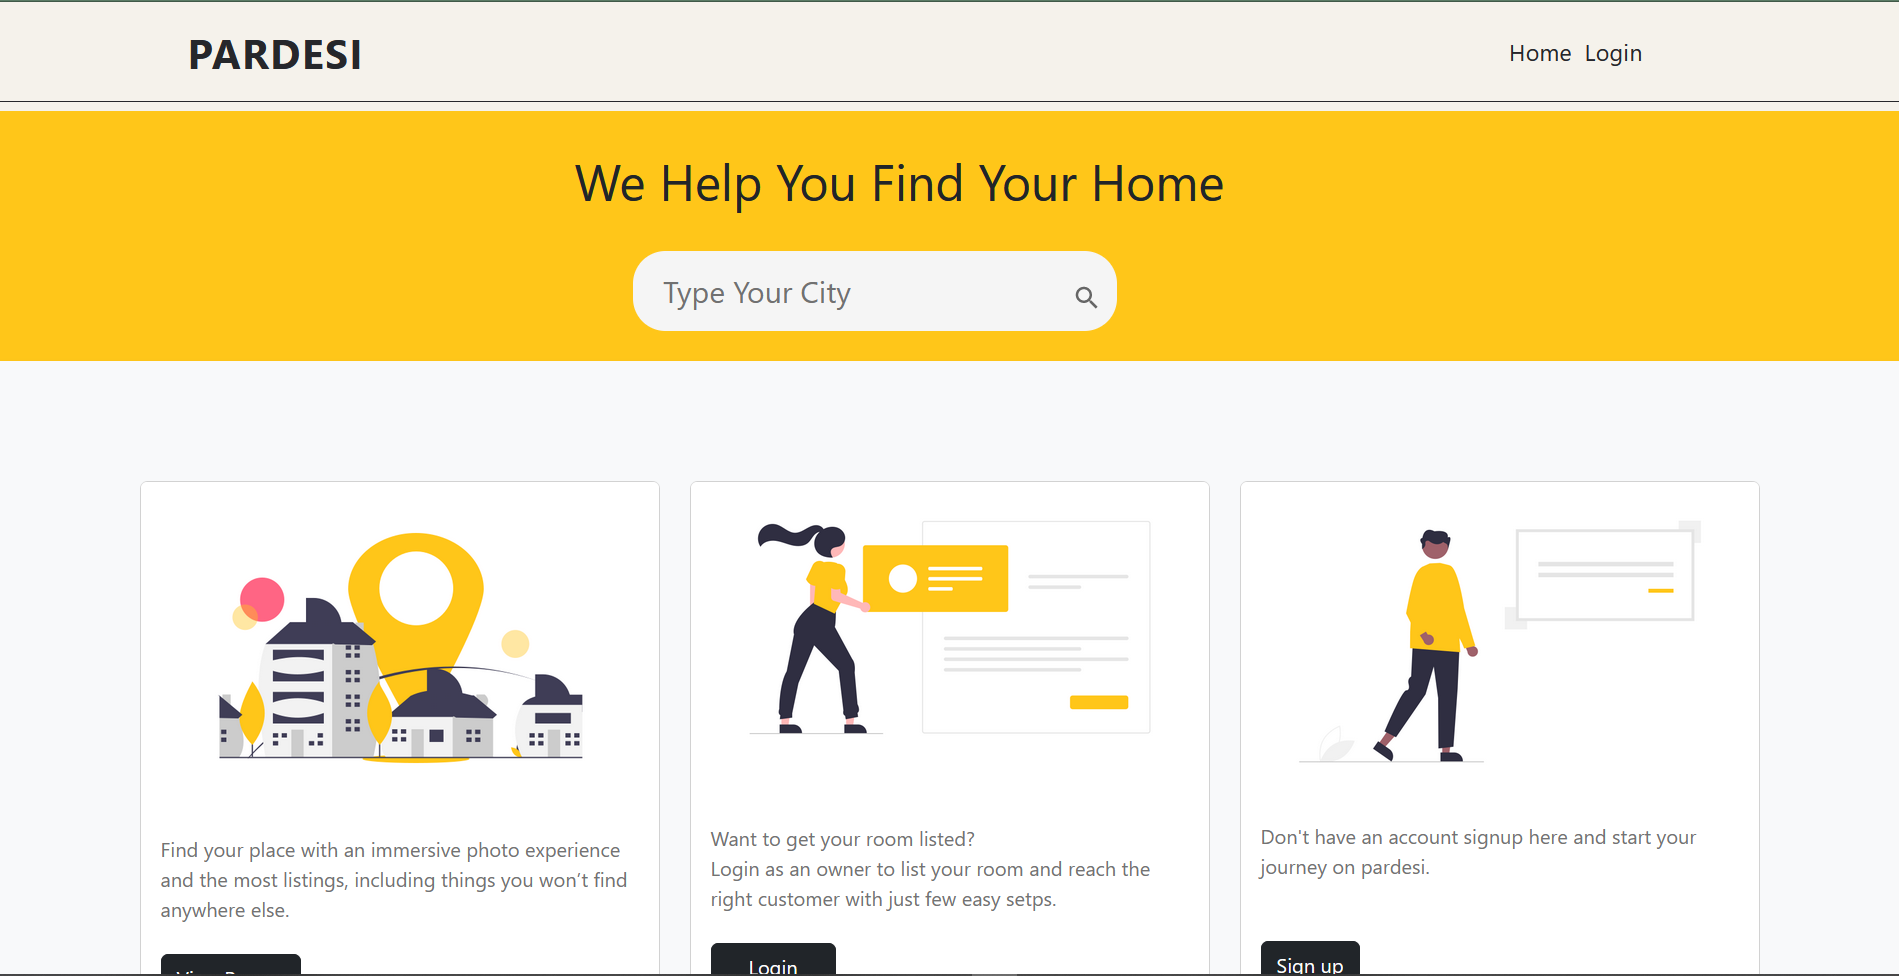 PARDESI
Home Login
We Help You Find Your Home
Type Your City
Find your place with an immersive photo experience
and the most listings, including things you won’t find
anywhere else.
Want to get your room listed?
Login as an owner to list your room and reach the
right customer with just few easy setps.
Don't have an account signup here and start your
journey on pardesi.
Login
Sign up